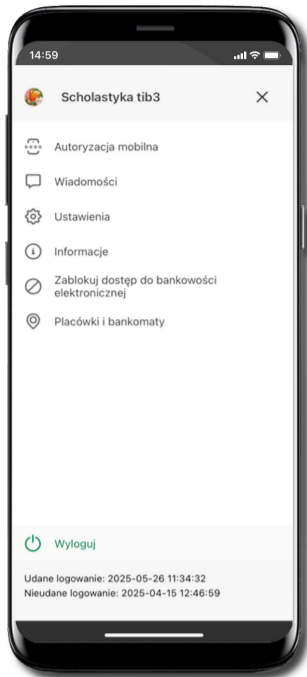 14:59
Scholastyka tib3
Autoryzacja mobilna
Wiadomości
Ustawienia
Informacje
Zablokuj dostęp do bankowości
elektronicznej
Placówki i bankomaty
Wyloguj
Udane logowanie: 2025-05-26 11:34:32
Nieudane logowanie: 2025-04-15 12:46:59